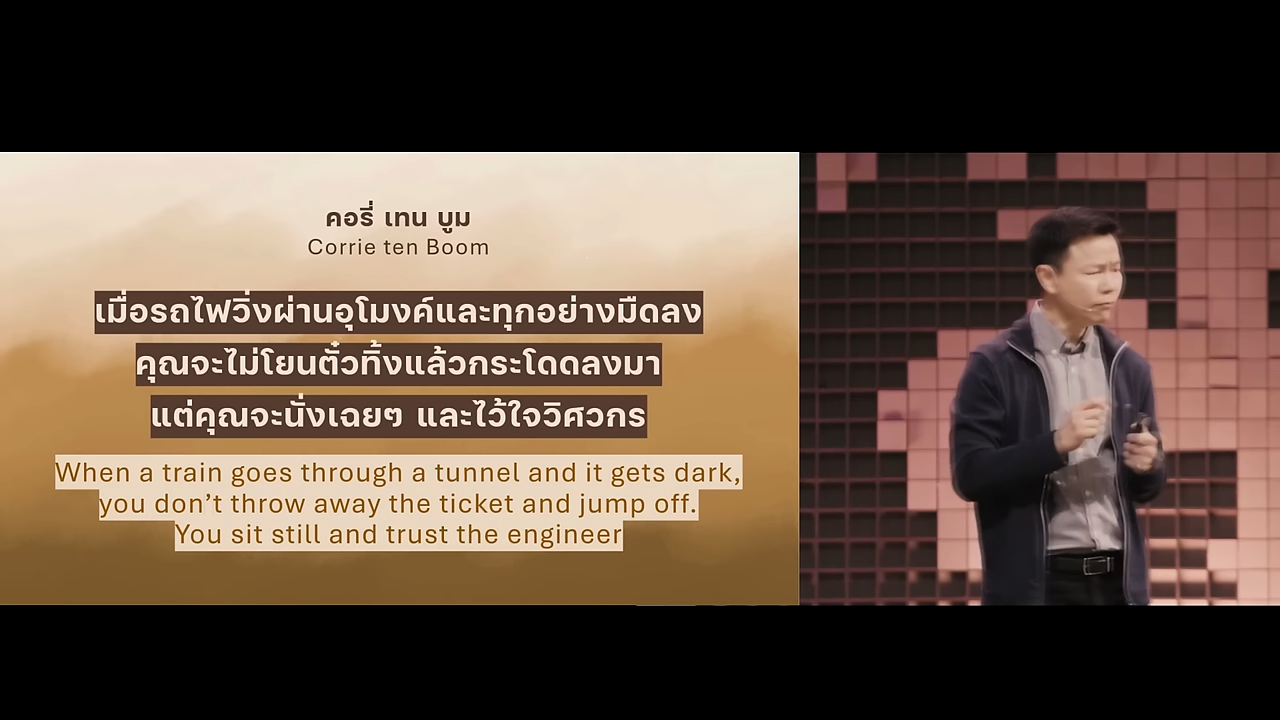 คอรี่ เทน บูม
Corrie ten Boom
เมื่อรถไฟวิ่งผ่านอุโมงค์และทุกอย่างมืดลง
คุณจะไม่โยนตั๋วทิ้งแล้วกระโดดลงมา
แต่คุณจะนั่งเฉยๆ และไว้ใจวิศวกร
When a train goes through a tunnel and it gets dark,
you don’t throw away the ticket and jump off.
You sit still and trust the engineer